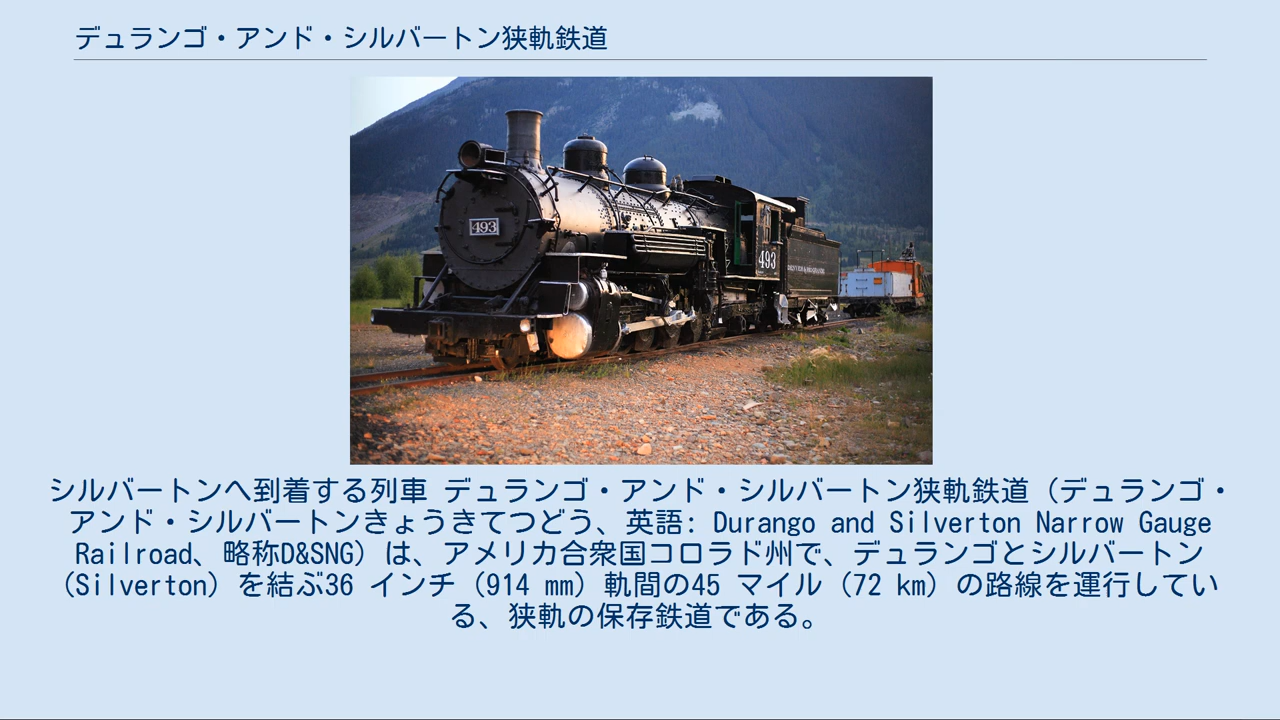 デュランゴ・アンド・シルバートン狭軌鉄道
493
493
シルバートンへ到着する列車 デュランゴ・アンド・シルバートン狭軌鉄道（デュランゴ・
アンド・シルバートンきょうきてつどう、英語: Durango and Silverton Narrow Gauge
Railroad、略称D&SNG）は、アメリカ合衆国コロラド州で、デュランゴとシルバートン
（Silverton）を結ぶ36 インチ（914 mm）軌間の45 マイル（72 km）の路線を運行してい
る、狭軌の保存鉄道である。